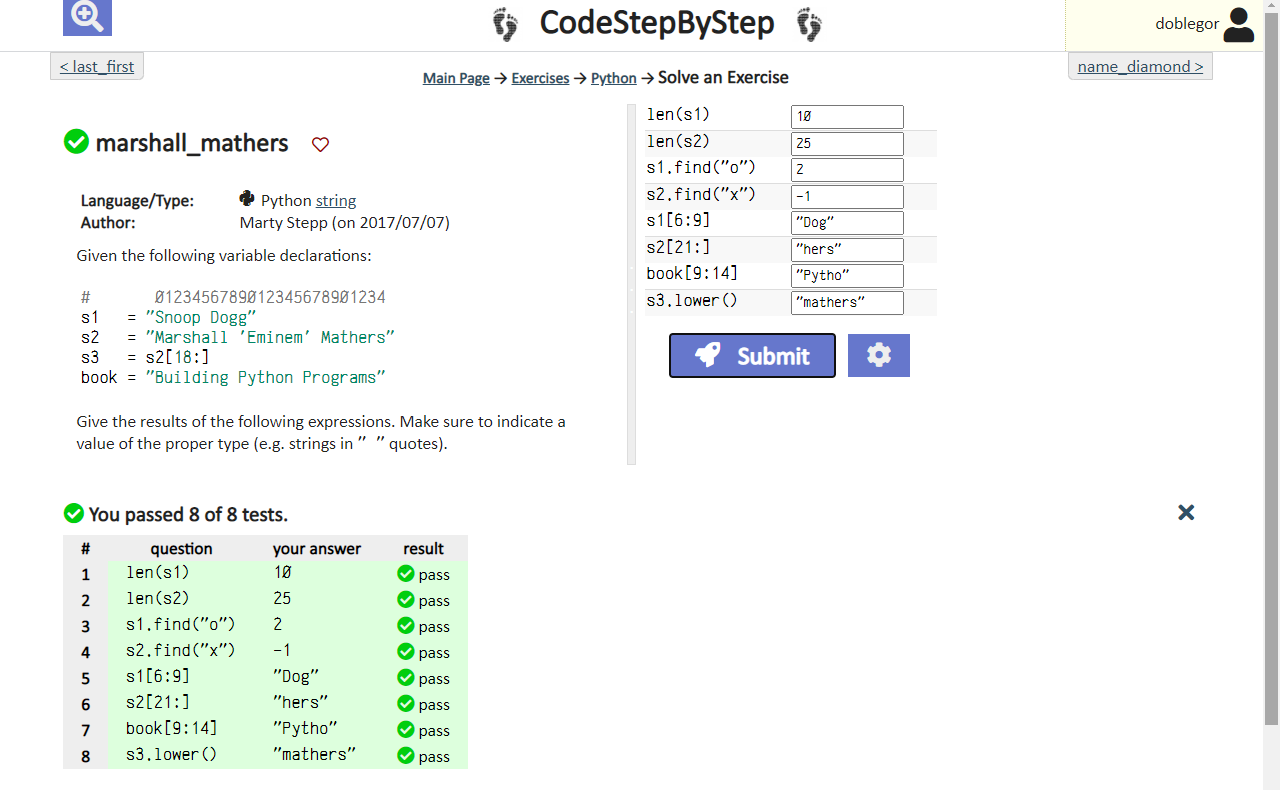 CodeStepByStep
doblegor
< last_first
Main Page → Exercises → Python → Solve an Exercise
name_diamond >
marshall_mathers
Language/Type: Python string
Author: Marty Stepp (on 2017/07/07)
Given the following variable declarations:
#       0123456789012345678901234
s1   = "Snoop Dogg"
s2   = "Marshall 'Eminem' Mathers"
s3   = s2[18:]
book = "Building Python Programs"
Give the results of the following expressions. Make sure to indicate a
value of the proper type (e.g. strings in " " quotes).
len(s1) 10
len(s2) 25
s1.find("o") 2
s2.find("x") -1
s1[6:9] "Dog"
s2[21:] "hers"
book[9:14] "Pytho"
s3.lower() "mathers"
Submit
You passed 8 of 8 tests.
# question your answer result
1 len(s1) 10 pass
2 len(s2) 25 pass
3 s1.find("o") 2 pass
4 s2.find("x") -1 pass
5 s1[6:9] "Dog" pass
6 s2[21:] "hers" pass
7 book[9:14] "Pytho" pass
8 s3.lower() "mathers" pass